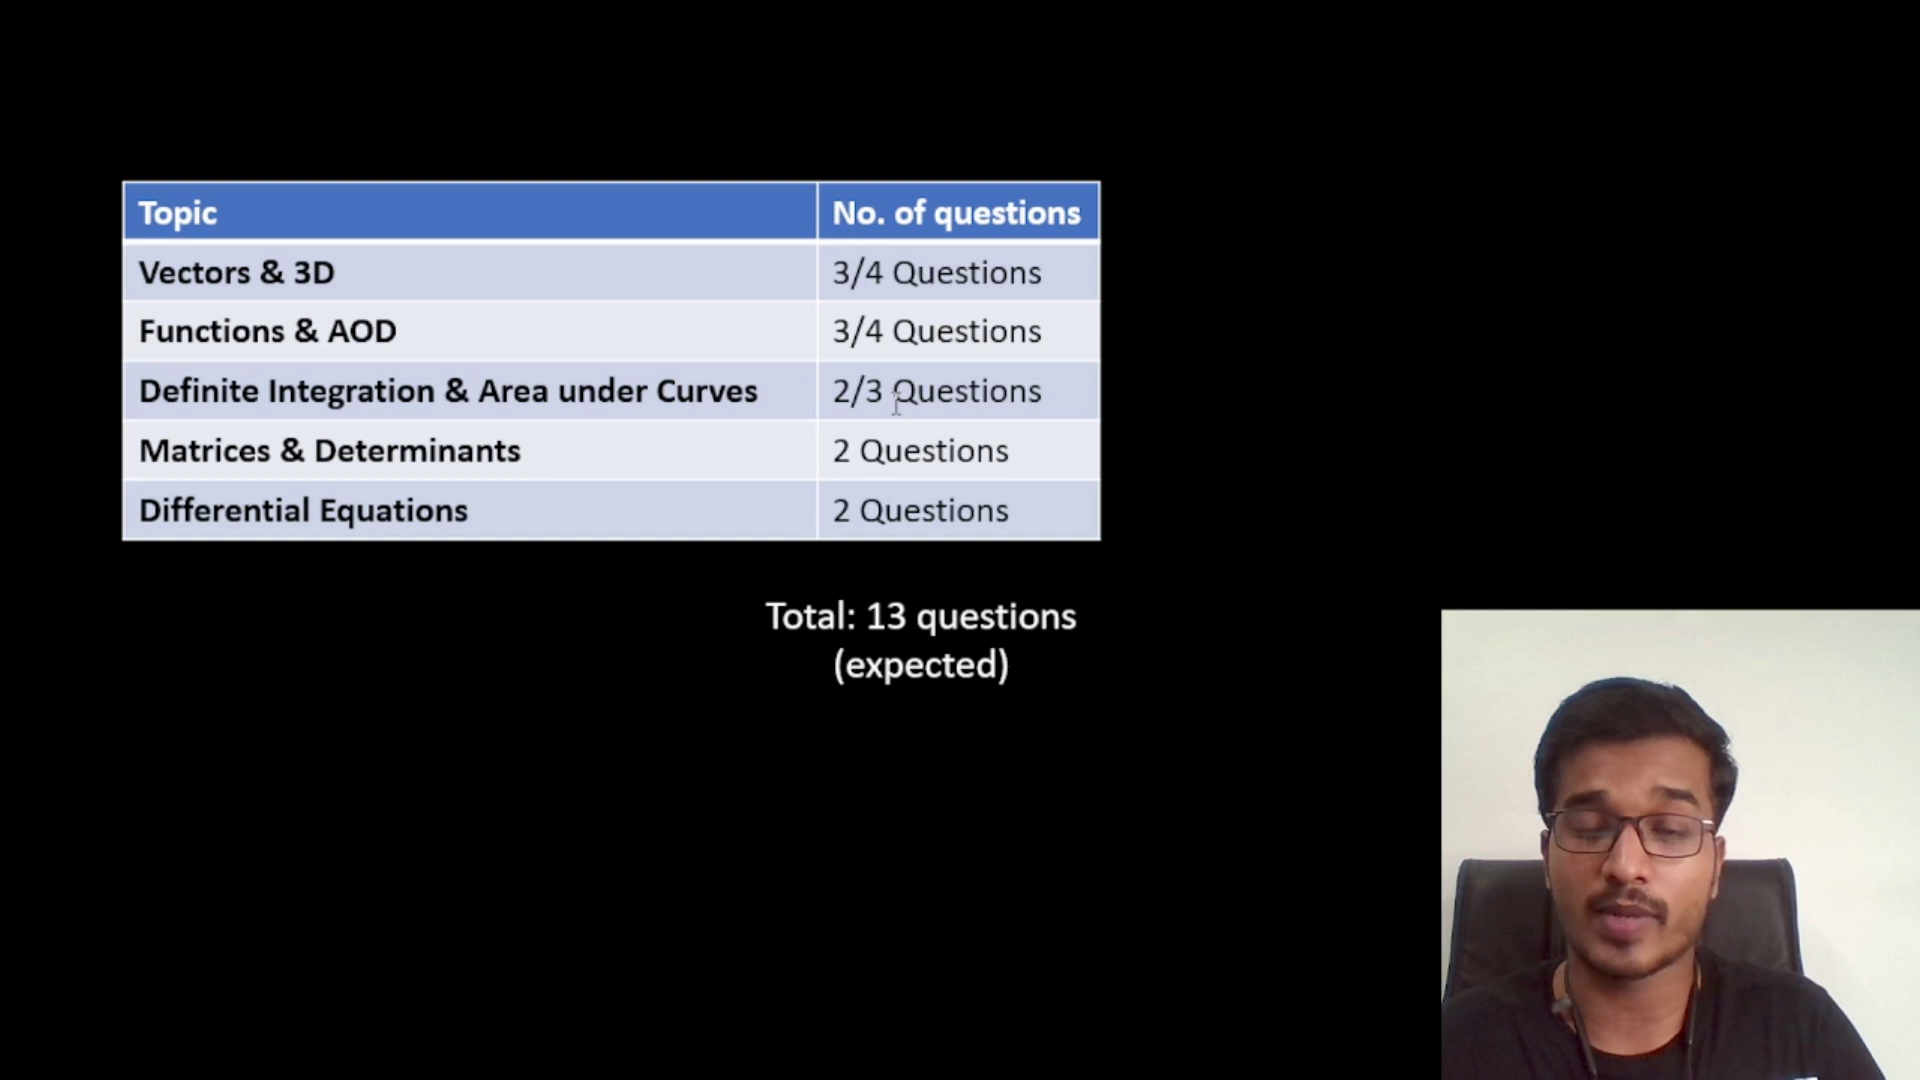 Topic No. of questions
Vectors & 3D 3/4 Questions
Functions & AOD 3/4 Questions
Definite Integration & Area under Curves 2/3 Questions
Matrices & Determinants 2 Questions
Differential Equations 2 Questions
Total: 13 questions
(expected)